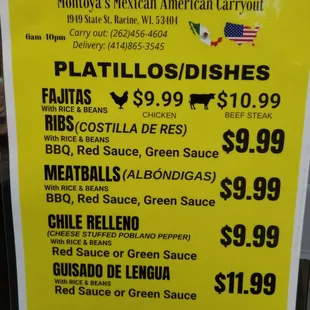 Montoya's Mexican American Carryout
1949 State St. Racine, WI. 53404
6am-10pm Carry out: (262)456-4604
Delivery: (414)865-3545
PLATILLOS/DISHES
FAJITAS $9.99 $10.99
With RICE & BEANS CHICKEN BEEF STEAK
RIBS (COSTILLA DE RES)
With RICE & BEANS
BBQ, Red Sauce, Green Sauce $9.99
MEATBALLS (ALBÓNDIGAS)
With RICE & BEANS
BBQ, Red Sauce, Green Sauce $9.99
CHILE RELLENO
(CHEESE STUFFED POBLANO PEPPER) $9.99
With RICE & BEANS
Red Sauce or Green Sauce
GUISADO DE LENGUA
With RICE & BEANS $11.99
Red Sauce or Green Sauce